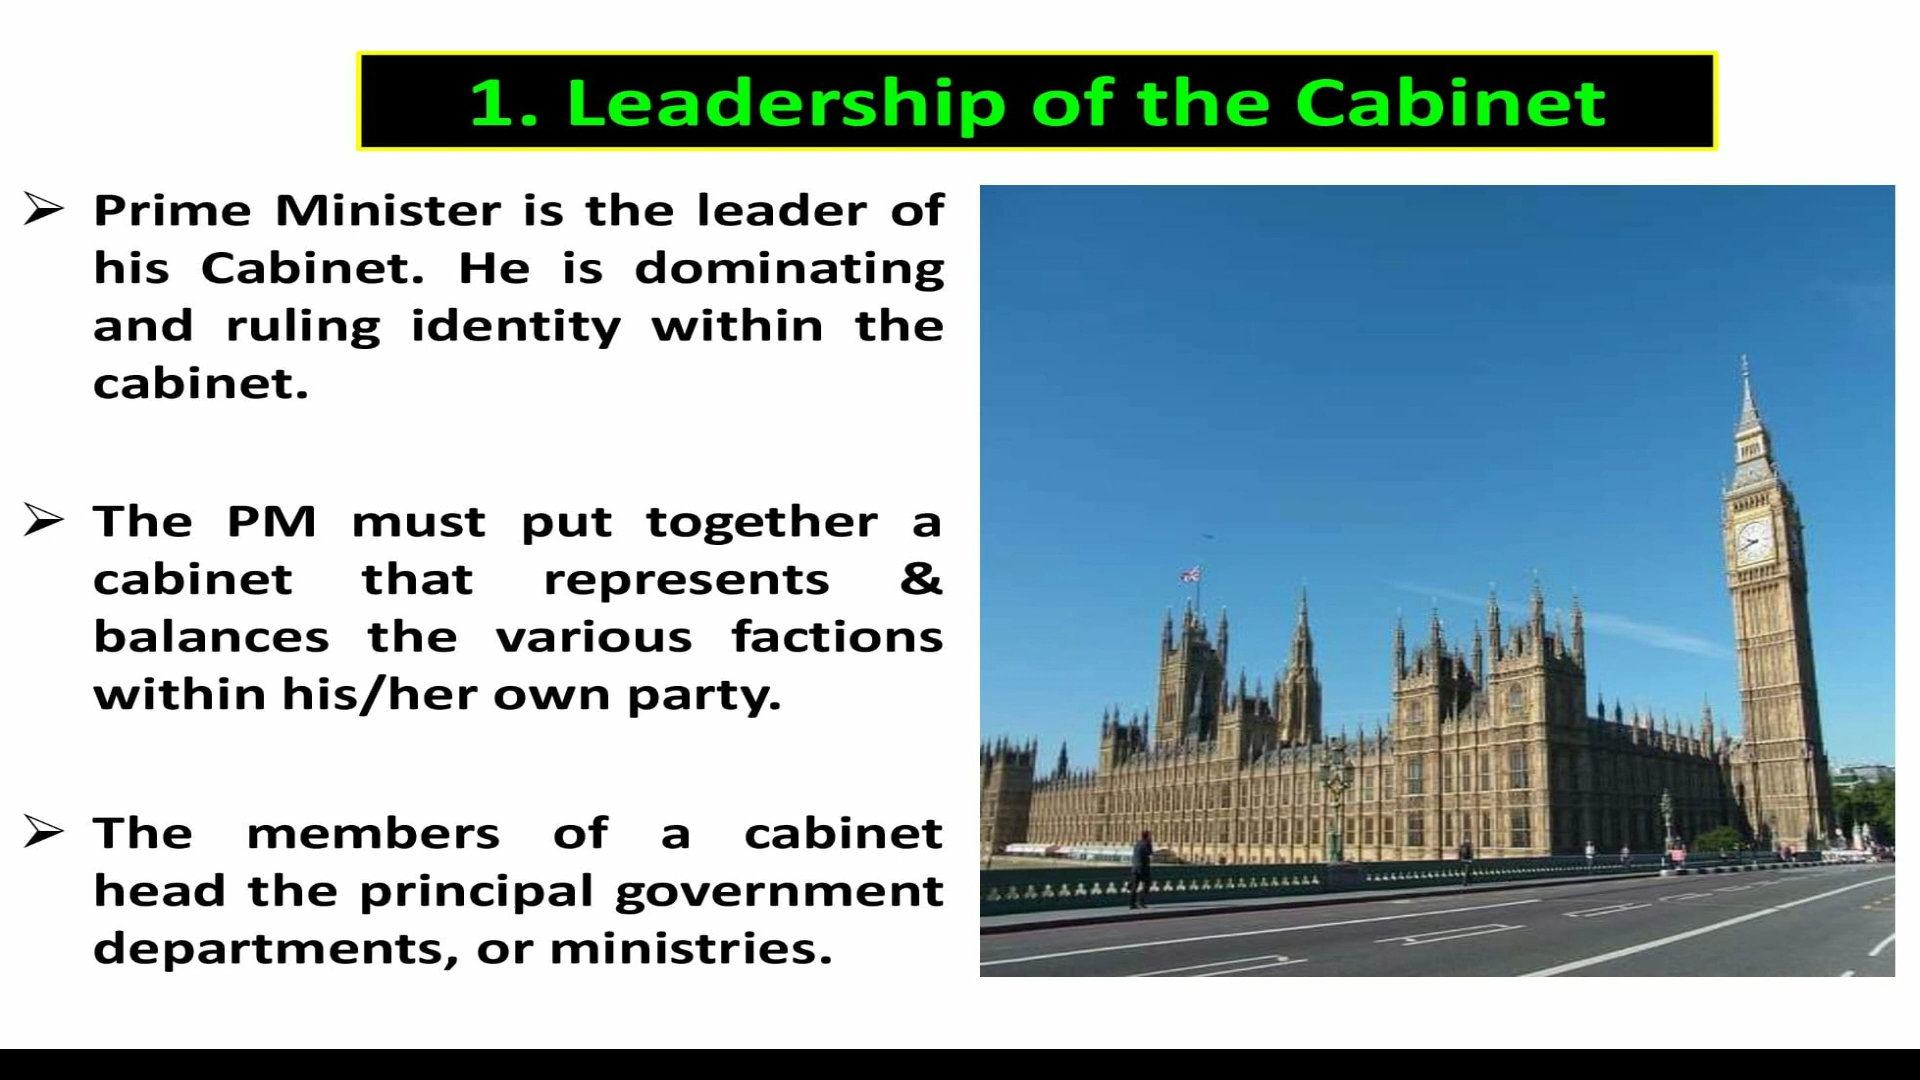 1. Leadership of the Cabinet
➢ Prime Minister is the leader of
his Cabinet. He is dominating
and ruling identity within the
cabinet.
➢ The PM must put together a
cabinet that represents &
balances the various factions
within his/her own party.
➢ The members of a cabinet
head the principal government
departments, or ministries.